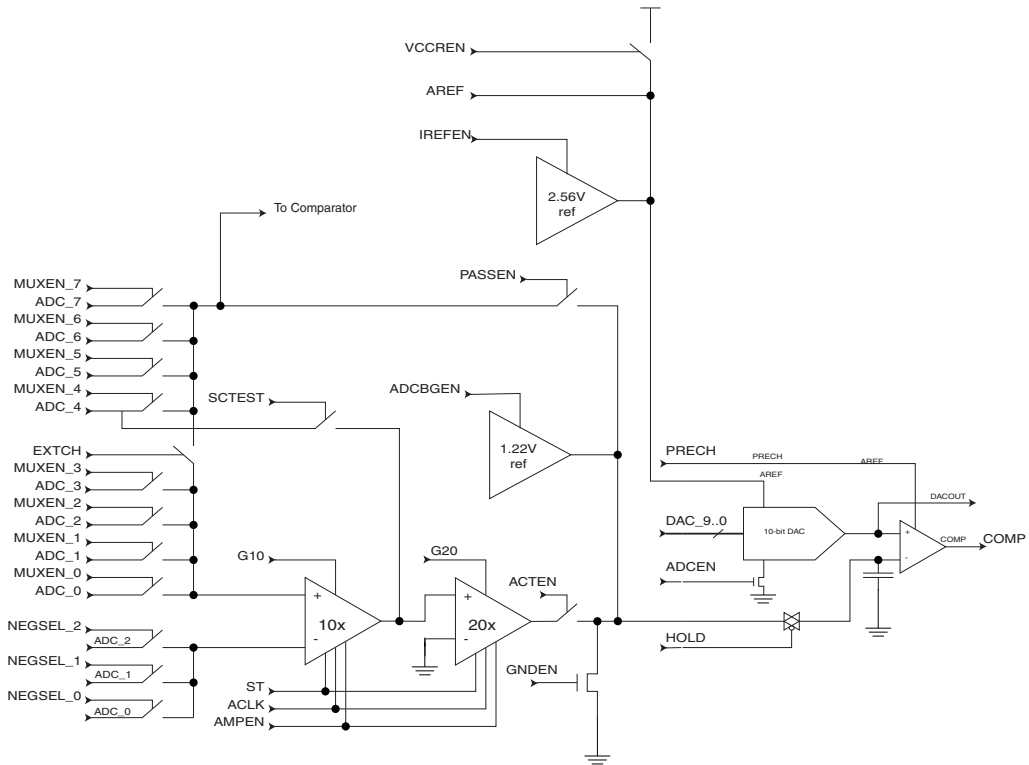 VCCREN
AREF
IREFEN
2.56V
ref
To Comparator
PASSEN
MUXEN_7
ADC_7
MUXEN_6
ADC_6
MUXEN_5
ADC_5
MUXEN_4
ADC_4
SCTEST
ADCBGEN
1.22V
ref
EXTCH
MUXEN_3
ADC_3
MUXEN_2
ADC_2
MUXEN_1
ADC_1
MUXEN_0
ADC_0
PRECH
PRECH
AREF
AREF
DACOUT
DAC_9..0
10-bit DAC
+
-
COMP
COMP
ADCEN
HOLD
G10
+
10x
-
G20
+
20x
-
ACTEN
GNDEN
NEGSEL_2
ADC_2
NEGSEL_1
ADC_1
NEGSEL_0
ADC_0
ST
ACLK
AMPEN